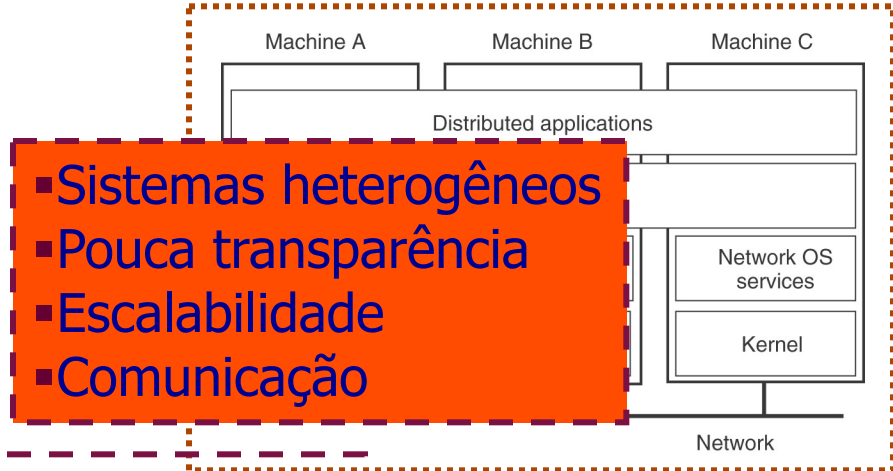 Machine A
Machine B
Machine C
Distributed applications
▪Sistemas heterogêneos
▪Pouca transparência
▪Escalabilidade
▪Comunicação
Network OS
services
Kernel
Network